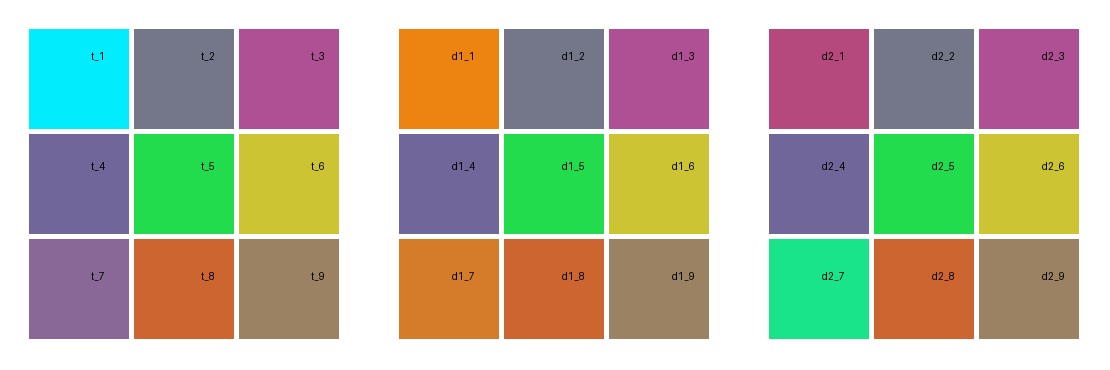 t_1 t_2 t_3 d1_1 d1_2 d1_3 d2_1 d2_2 d2_3
t_4 t_5 t_6 d1_4 d1_5 d1_6 d2_4 d2_5 d2_6
t_7 t_8 t_9 d1_7 d1_8 d1_9 d2_7 d2_8 d2_9